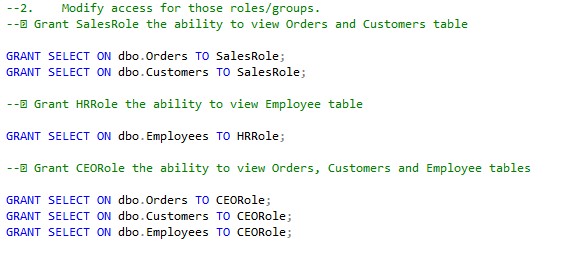 --2.    Modify access for those roles/groups.
--⍰ Grant SalesRole the ability to view Orders and Customers table
GRANT SELECT ON dbo.Orders TO SalesRole;
GRANT SELECT ON dbo.Customers TO SalesRole;
--⍰ Grant HRRole the ability to view Employee table
GRANT SELECT ON dbo.Employees TO HRRole;
--⍰ Grant CEORole the ability to view Orders, Customers and Employee tables
GRANT SELECT ON dbo.Orders TO CEORole;
GRANT SELECT ON dbo.Customers TO CEORole;
GRANT SELECT ON dbo.Employees TO CEORole;